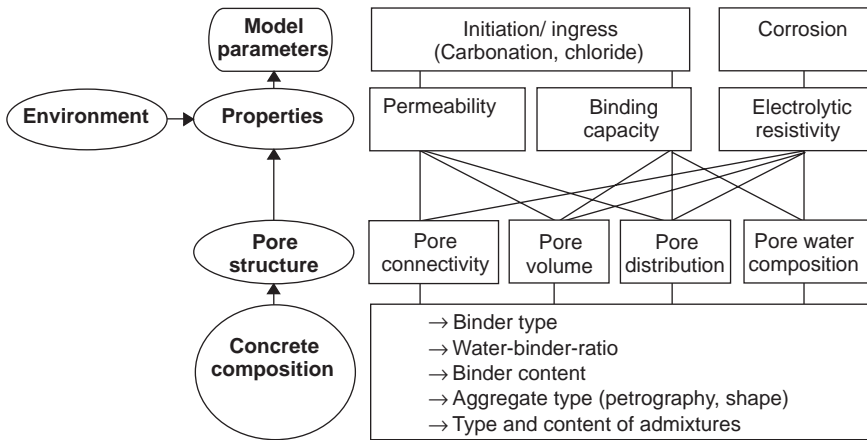 Model
parameters
Initiation/ ingress
(Carbonation, chloride)
Corrosion
Environment
Properties
Permeability
Binding
capacity
Electrolytic
resistivity
Pore
structure
Pore
connectivity
Pore
volume
Pore
distribution
Pore water
composition
Concrete
composition
→ Binder type
→ Water-binder-ratio
→ Binder content
→ Aggregate type (petrography, shape)
→ Type and content of admixtures